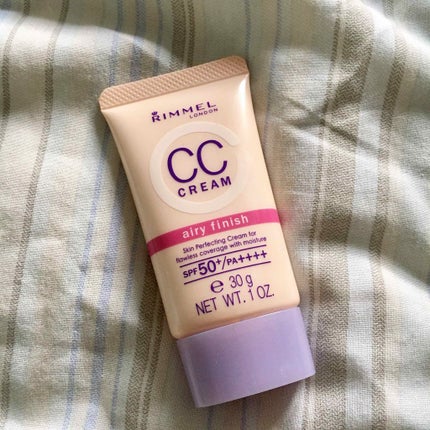 RIMMEL
LONDON
CC
CREAM
airy finish
Skin Perfecting Cream for
flawless coverage with moisture
SPF50+/PA++++
℮ 30 g
NET WT. 1 OZ.